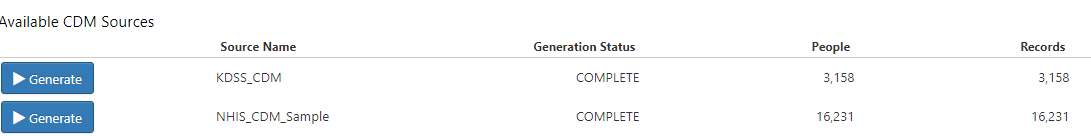 Available CDM Sources
Source Name Generation Status People Records
Generate KDSS_CDM COMPLETE 3,158 3,158
Generate NHIS_CDM_Sample COMPLETE 16,231 16,231